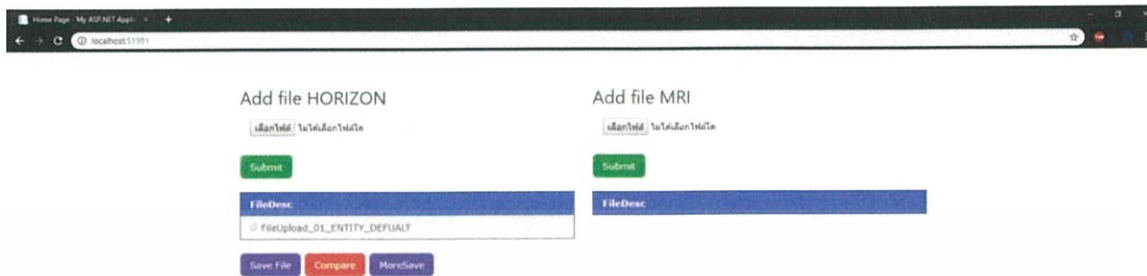 Home Page - My ASP.NET Appli
localhost:51991
Add file HORIZON
เลือกไฟล์ ไม่ได้เลือกไฟล์ใด
Submit
FileDesc
FileUpload_01_ENTITY_DEFUALT
Save File Compare MoreSave
Add file MRI
เลือกไฟล์ ไม่ได้เลือกไฟล์ใด
Submit
FileDesc